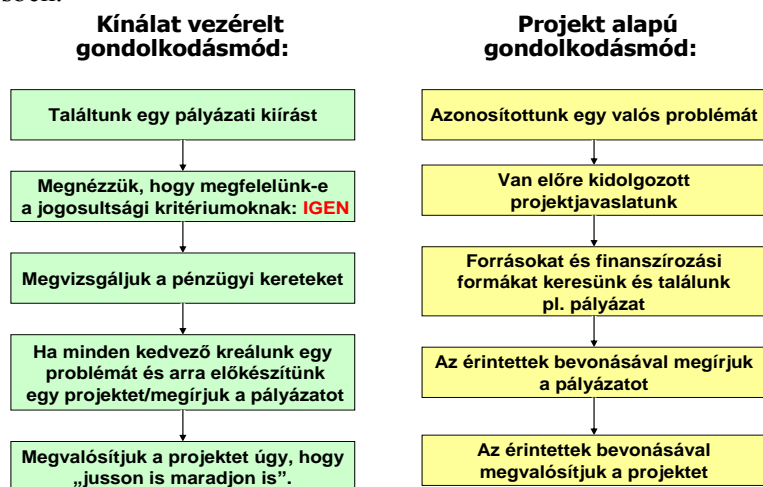 Kínálat vezérelt
gondolkodásmód:
Találtunk egy pályázati kiírást
Megnézzük, hogy megfelelünk-e
a jogosultsági kritériumoknak: IGEN
Megvizsgáljuk a pénzügyi kereteket
Ha minden kedvező kreálunk egy
problémát és arra előkészítünk
egy projektet/megírjuk a pályázatot
Megvalósítjuk a projektet úgy, hogy
„jusson is maradjon is”.
Projekt alapú
gondolkodásmód:
Azonosítottunk egy valós problémát
Van előre kidolgozott
projektjavaslatunk
Forrásokat és finanszírozási
formákat keresünk és találunk
pl. pályázat
Az érintettek bevonásával megírjuk
a pályázatot
Az érintettek bevonásával
megvalósítjuk a projektet